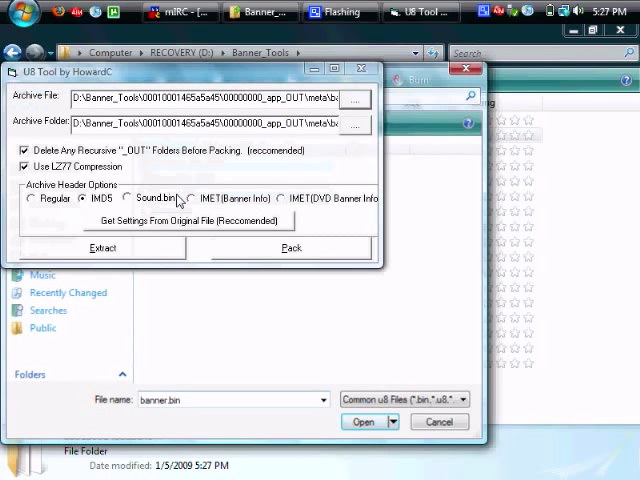 mIRC - [...
Banner_...
Flashing
U8 Tool ...
5:27 PM
Computer
RECOVERY (D:)
Banner_Tools
Search
U8 Tool by HowardC
Burn
Archive File:
D:\Banner_Tools\00010001465a5a45\00000000_app_OUT\meta\ba
....
Archive Folder:
D:\Banner_Tools\00010001465a5a45\00000000_app_OUT\meta\ba
....
Delete Any Recursive "_OUT" Folders Before Packing. (reccomended)
Use LZ77 Compression
Archive Header Options
Regular
IMD5
Sound.bin
IMET(Banner Info)
IMET(DVD Banner Info
Get Settings From Original File (Reccomended)
Extract
Pack
Music
Recently Changed
Searches
Public
Folders
File name:
banner.bin
Common u8 Files (*.bin,*.u8,*.
Open
Cancel
File Folder
Date modified: 1/5/2009 5:27 PM